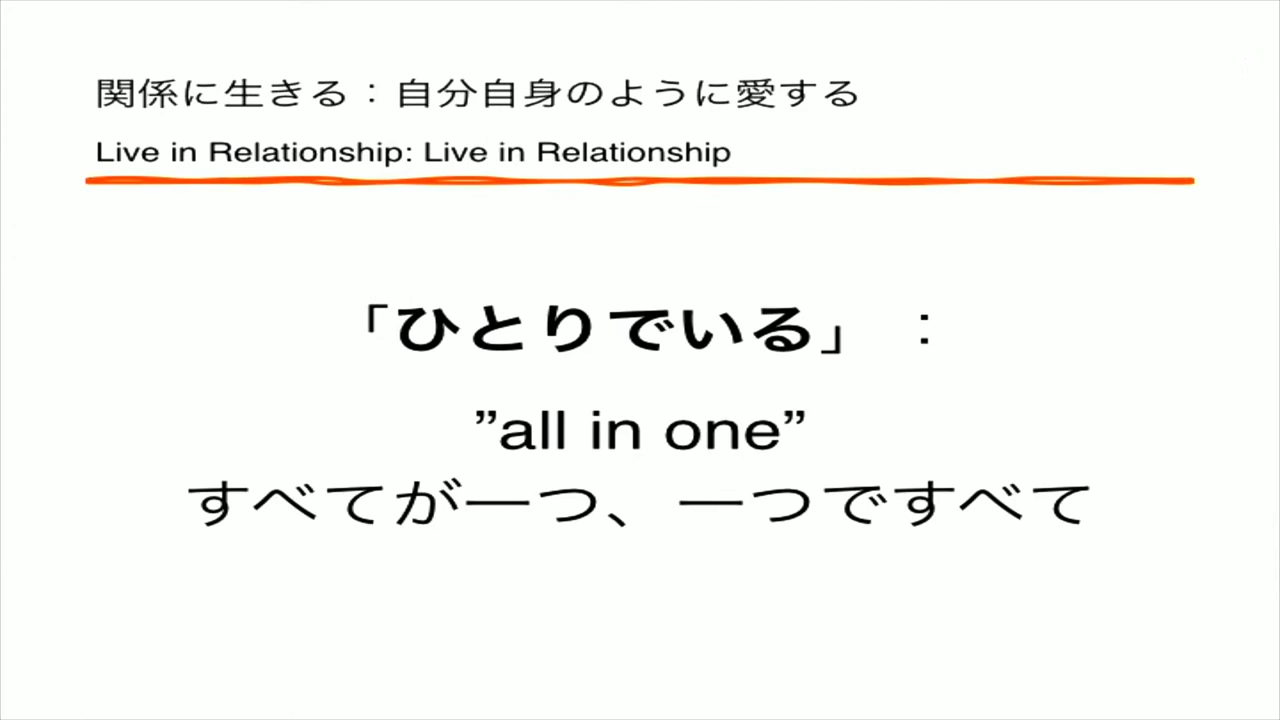 関係に生きる：自分自身のように愛する
Live in Relationship: Live in Relationship
「ひとりでいる」 ：
”all in one”
すべてが一つ、一つですべて